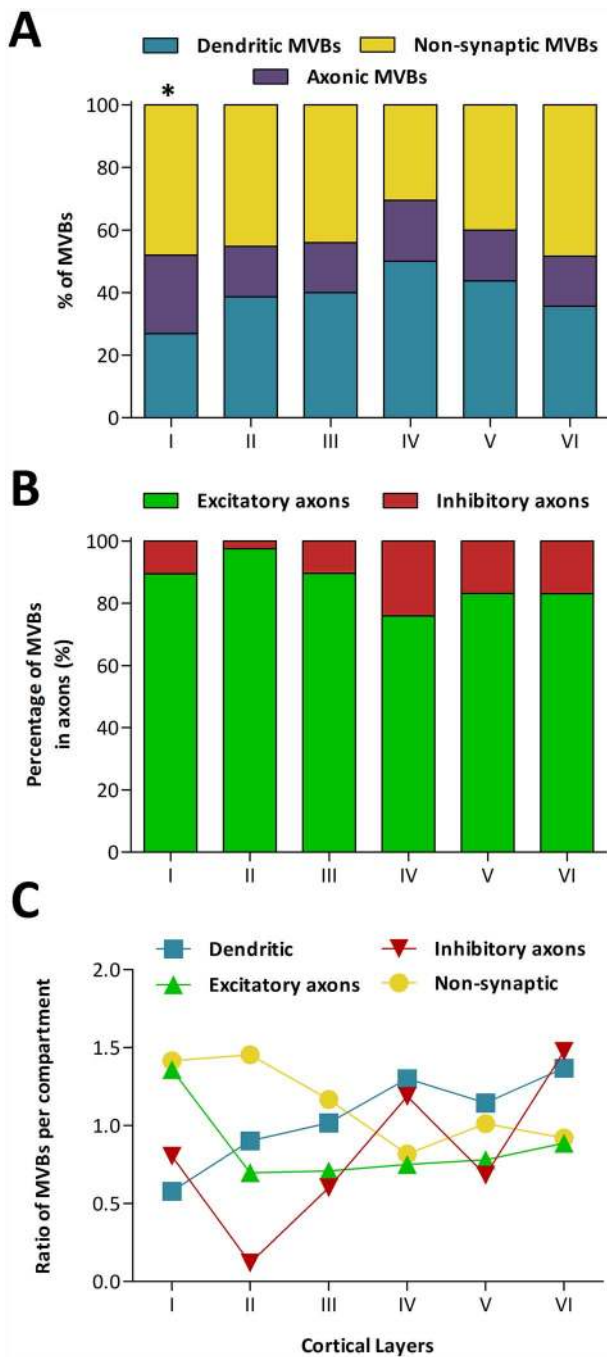 A
Dendritic MVBs Non-synaptic MVBs
Axonic MVBs
*
100
80
60
40
20
0
% of MVBs
I II III IV V VI
B
Excitatory axons Inhibitory axons
100
80
60
40
20
0
Percentage of MVBs
in axons (%)
I II III IV V VI
C
Dendritic Inhibitory axons
Excitatory axons Non-synaptic
2.0
1.5
1.0
0.5
0.0
Ratio of MVBs per compartment
I II III IV V VI
Cortical Layers